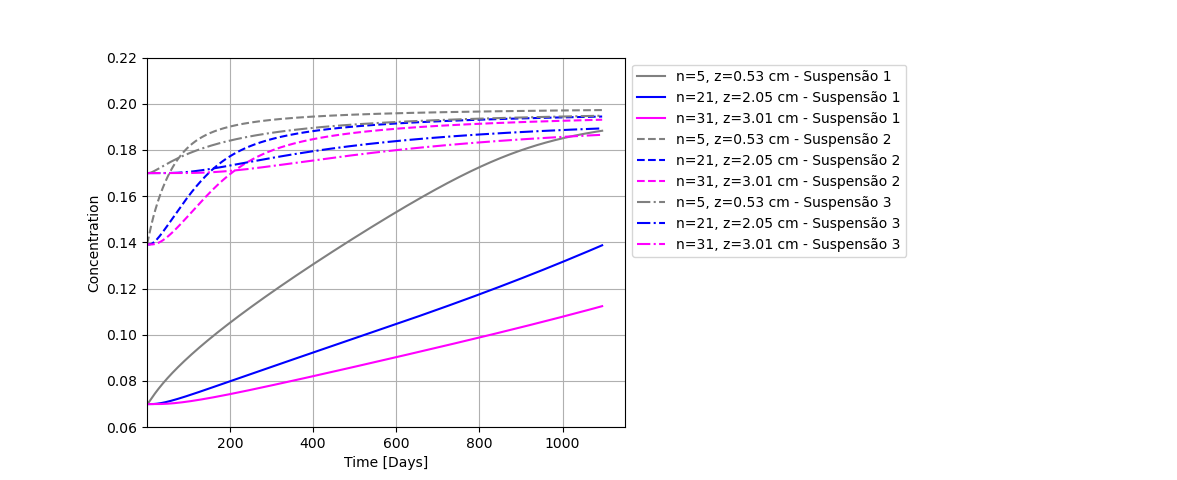 0.22
0.20
0.18
0.16
0.14
0.12
0.10
0.08
0.06
Concentration
200 400 600 800 1000
Time [Days]
n=5, z=0.53 cm - Suspensão 1
n=21, z=2.05 cm - Suspensão 1
n=31, z=3.01 cm - Suspensão 1
n=5, z=0.53 cm - Suspensão 2
n=21, z=2.05 cm - Suspensão 2
n=31, z=3.01 cm - Suspensão 2
n=5, z=0.53 cm - Suspensão 3
n=21, z=2.05 cm - Suspensão 3
n=31, z=3.01 cm - Suspensão 3